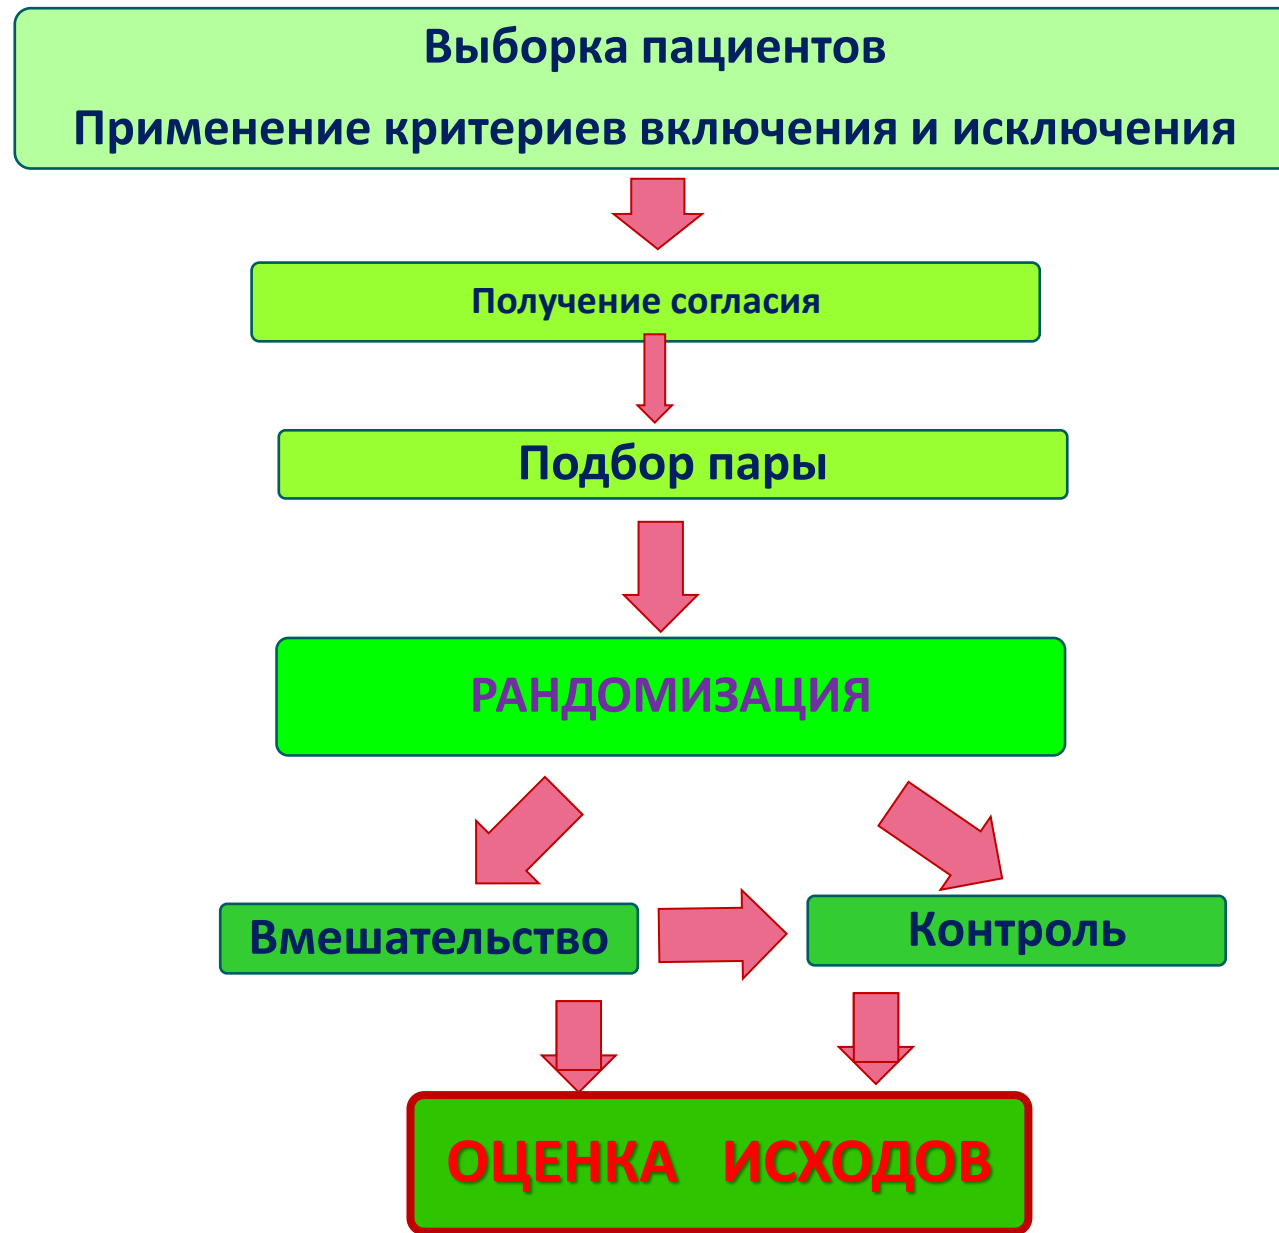 Выборка пациентов
Применение критериев включения и исключения
Получение согласия
Подбор пары
РАНДОМИЗАЦИЯ
Вмешательство
Контроль
ОЦЕНКА ИСХОДОВ